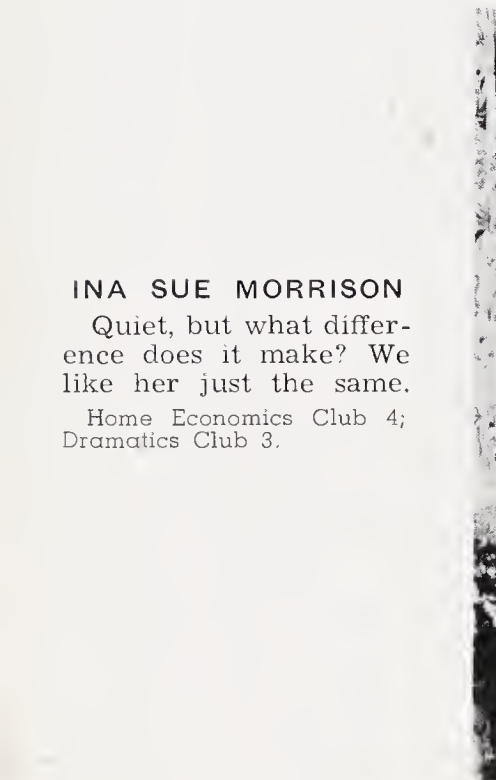 INA SUE MORRISON
Quiet, but what differ-
ence does it make? We
like her just the same.
Home Economics Club 4;
Dramatics Club 3.